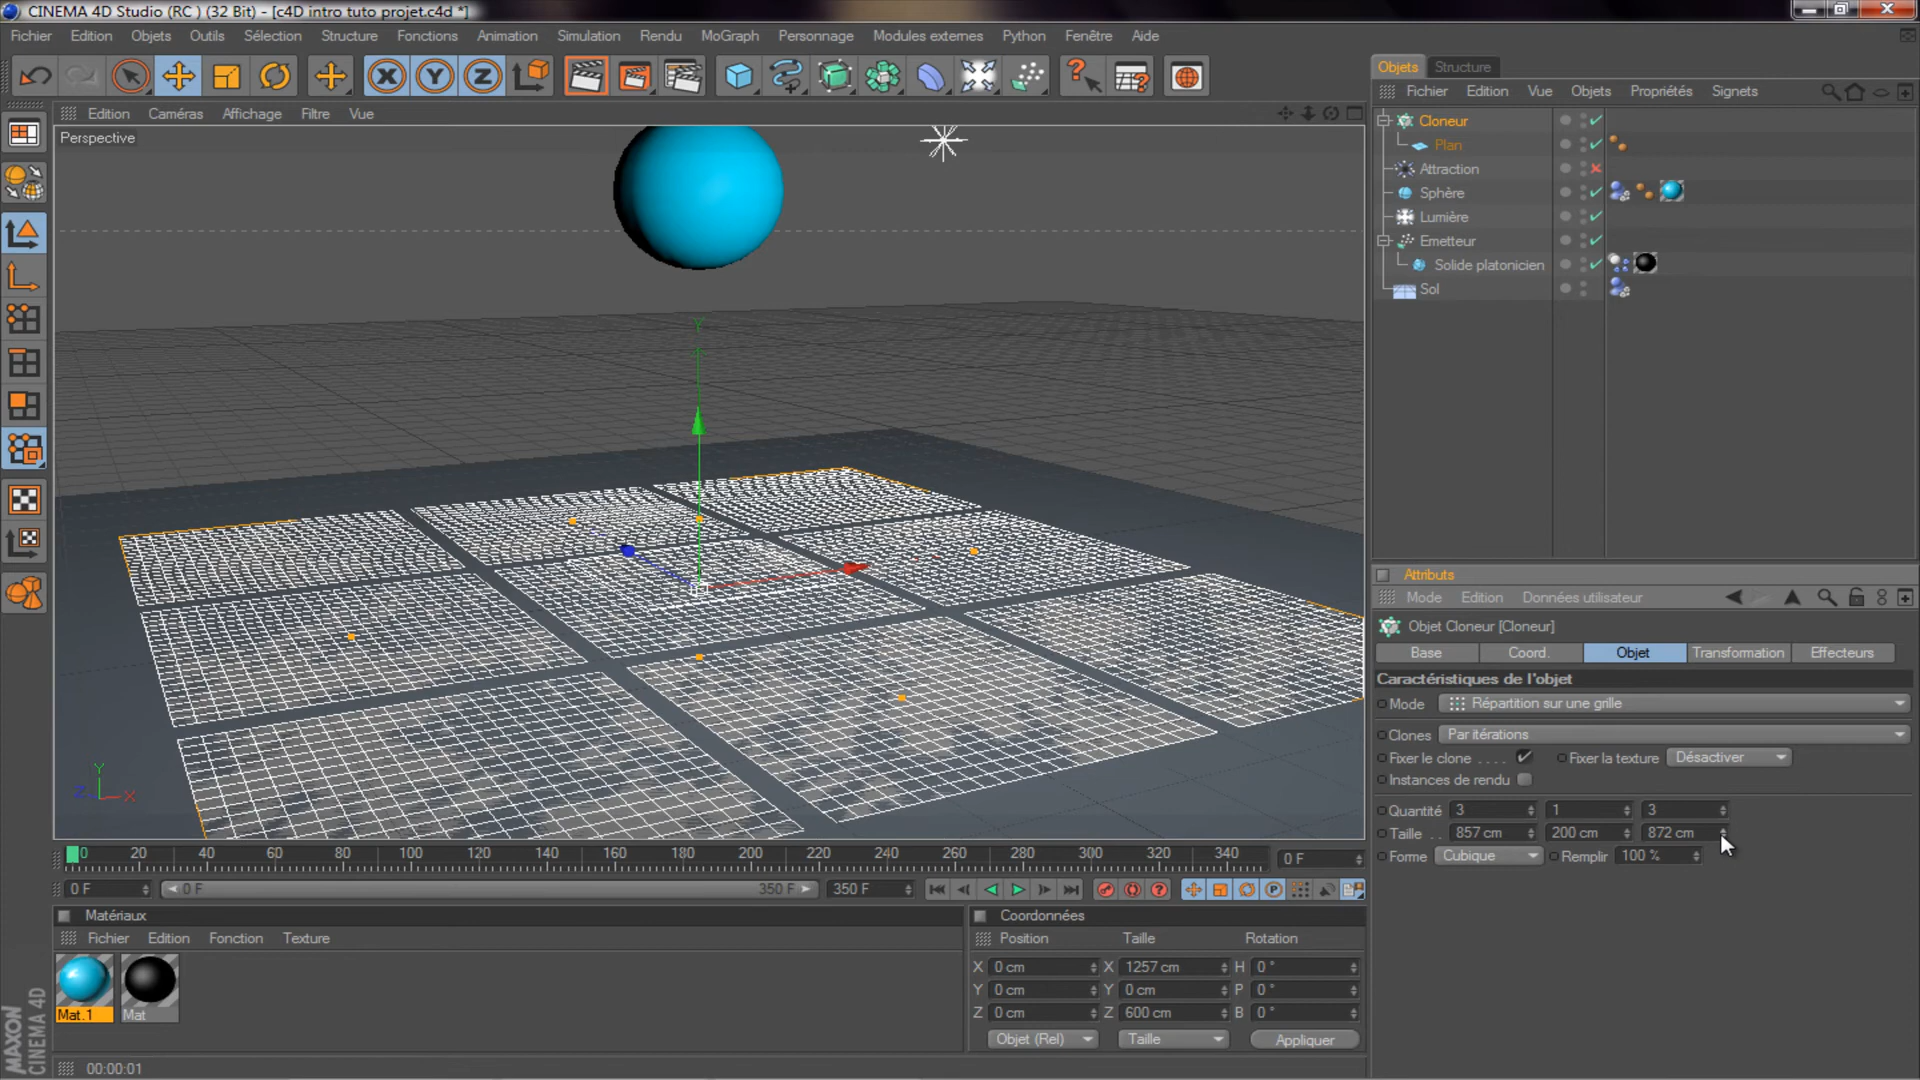 CINEMA 4D Studio (RC ) (32 Bit) - [c4D intro tuto projet.c4d *]
Fichier Edition Objets Outils Sélection Structure Fonctions Animation Simulation Rendu MoGraph Personnage Modules externes Python Fenêtre Aide
X Y Z
Edition Caméras Affichage Filtre Vue
Perspective
Y
Y
Z X
0 20 40 60 80 100 120 140 160 180 200 220 240 260 280 300 320 340 0 F
0 F 0 F 350 F 350 F
Matériaux
Fichier Edition Fonction Texture
Mat.1 Mat
MAXON
CINEMA 4D
00:00:01
Coordonnées
Position Taille Rotation
X 0 cm X 1257 cm H 0 °
Y 0 cm Y 0 cm P 0 °
Z 0 cm Z 600 cm B 0 °
Objet (Rel) Taille Appliquer
Objets Structure
Fichier Edition Vue Objets Propriétés Signets
Cloneur
Plan
Attraction
Sphère
Lumière
Emetteur
Solide platonicien
Sol
Attributs
Mode Edition Données utilisateur
Objet Cloneur [Cloneur]
Base Coord. Objet Transformation Effecteurs
Caractéristiques de l'objet
Mode Répartition sur une grille
Clones Par itérations
Fixer le clone . . . . Fixer la texture Désactiver
Instances de rendu
Quantité 3 1 3
Taille . . 857 cm 200 cm 872 cm
Forme Cubique Remplir 100 %